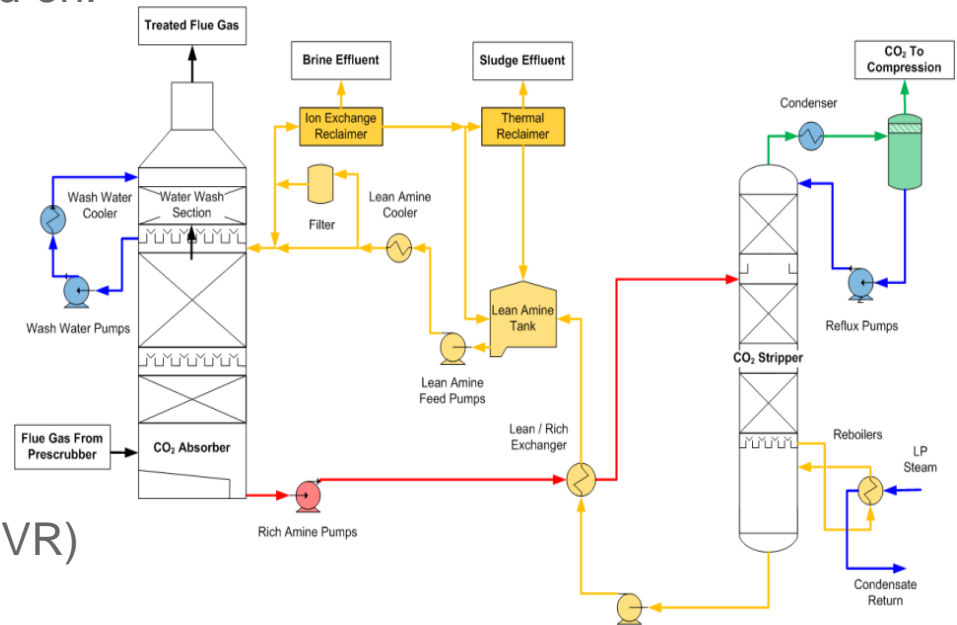 Treated Flue Gas
Brine Effluent
Sludge Effluent
CO₂ To
Compression
Condenser
Ion Exchange
Reclaimer
Thermal
Reclaimer
Wash Water
Cooler
Water Wash
Section
Filter
Lean Amine
Cooler
Lean Amine
Tank
Wash Water Pumps
Reflux Pumps
CO₂ Stripper
Lean Amine
Feed Pumps
Lean / Rich
Exchanger
Flue Gas From
Prescrubber
CO₂ Absorber
Reboilers
LP
Steam
Rich Amine Pumps
VR)
Condensate
Return